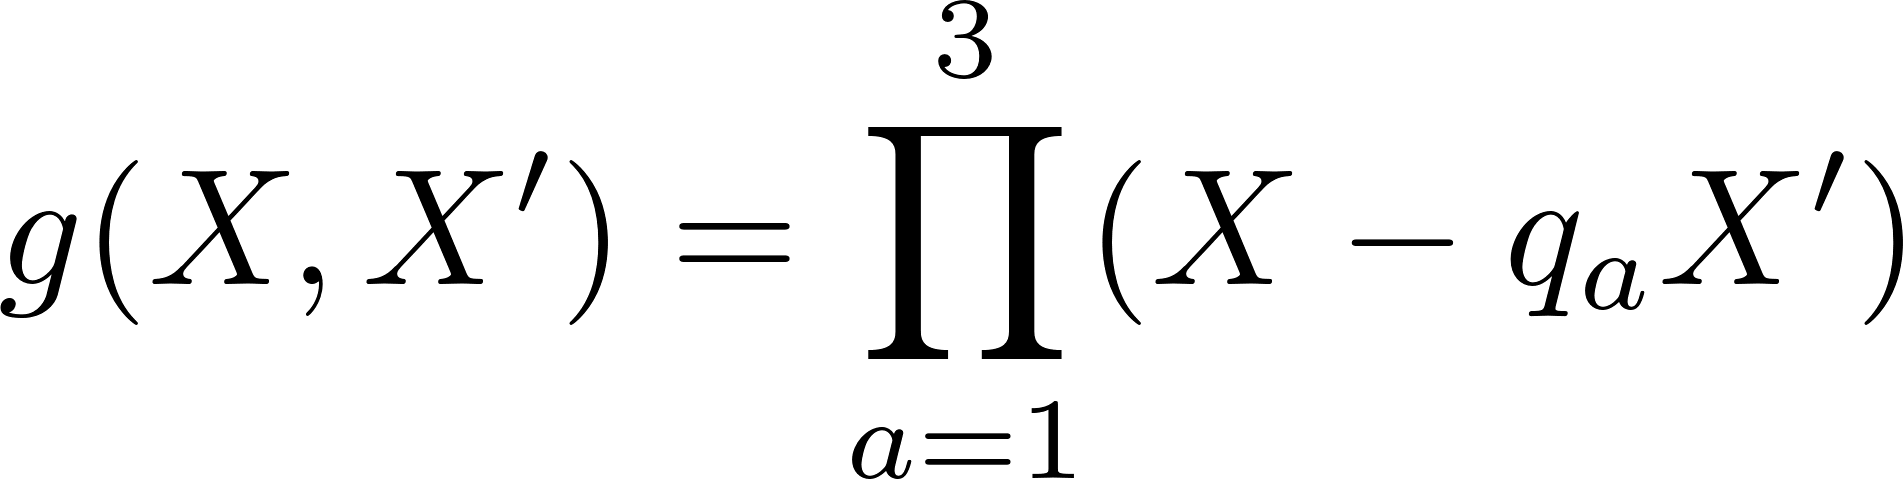 g(X, X′) = ∏_{a=1}^{3} (X − q_a X′)